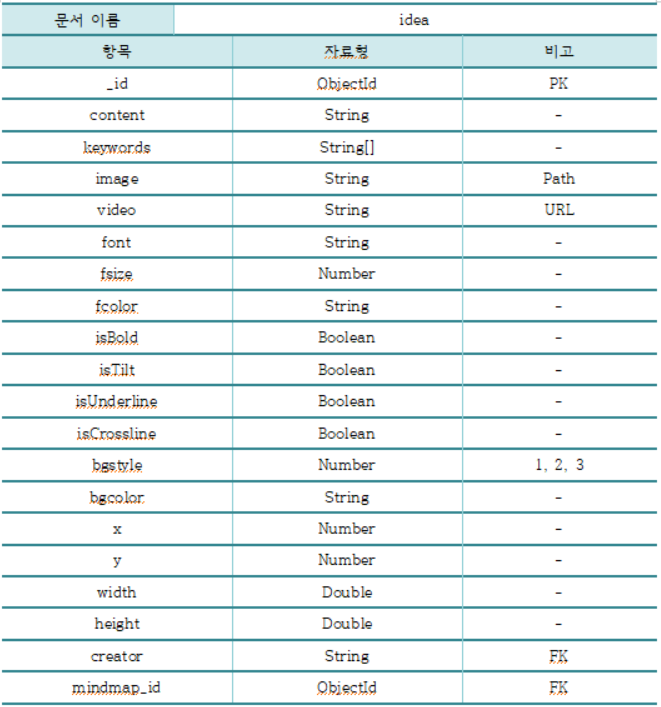 문서 이름 idea
항목 자료형 비고
_id ObjectId PK
content String -
keywords String[] -
image String Path
video String URL
font String -
fsize Number -
fcolor String -
isBold Boolean -
isTilt Boolean -
isUnderline Boolean -
isCrossline Boolean -
bgstyle Number 1, 2, 3
bgcolor String -
x Number -
y Number -
width Double -
height Double -
creator String FK
mindmap_id ObjectId FK